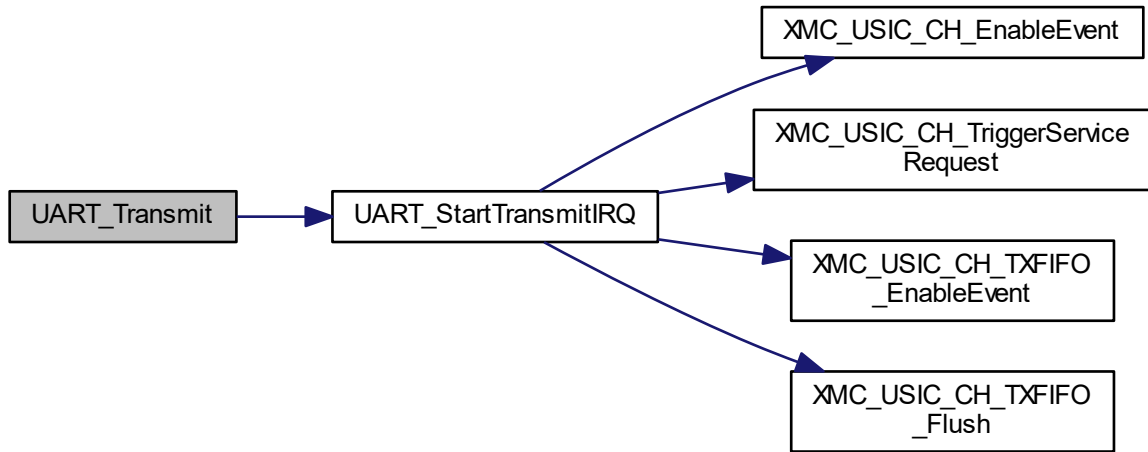 UART_Transmit
UART_StartTransmitIRQ
XMC_USIC_CH_EnableEvent
XMC_USIC_CH_TriggerService
Request
XMC_USIC_CH_TXFIFO
_EnableEvent
XMC_USIC_CH_TXFIFO
_Flush